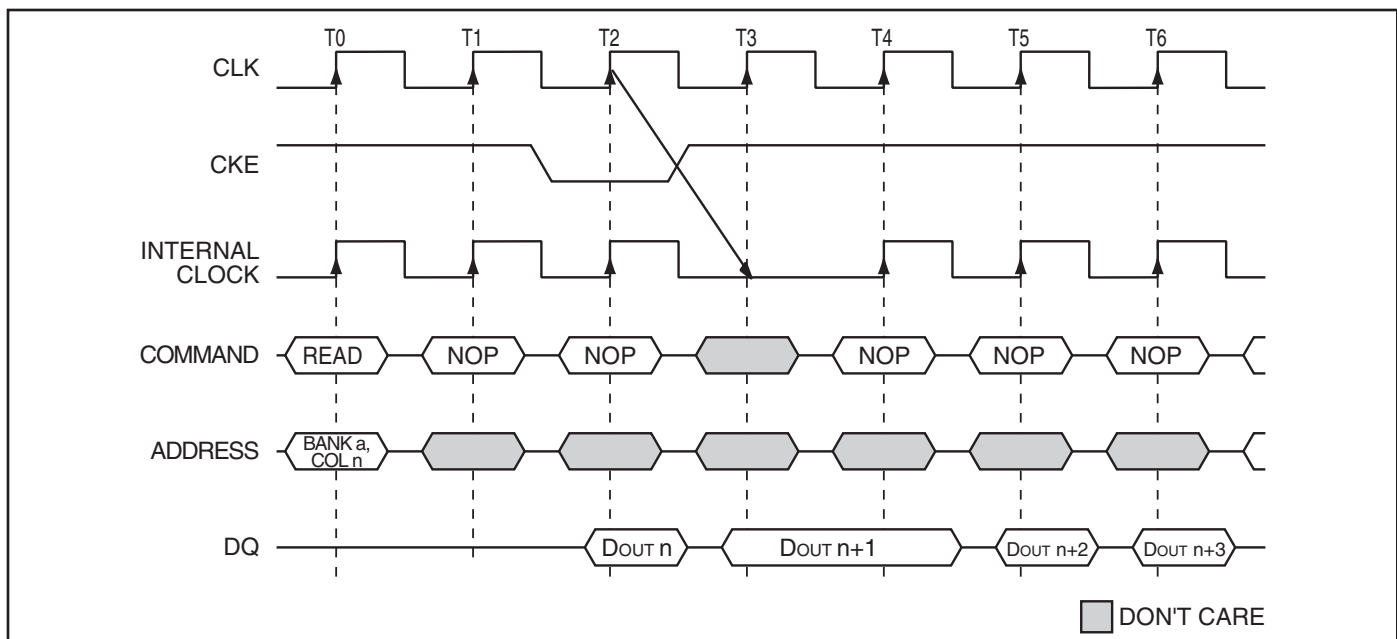 T0 T1 T2 T3 T4 T5 T6
CLK
CKE
INTERNAL
CLOCK
COMMAND READ NOP NOP NOP NOP NOP
ADDRESS BANK a,
COL n
DQ DOUT n DOUT n+1 DOUT n+2 DOUT n+3
DON'T CARE